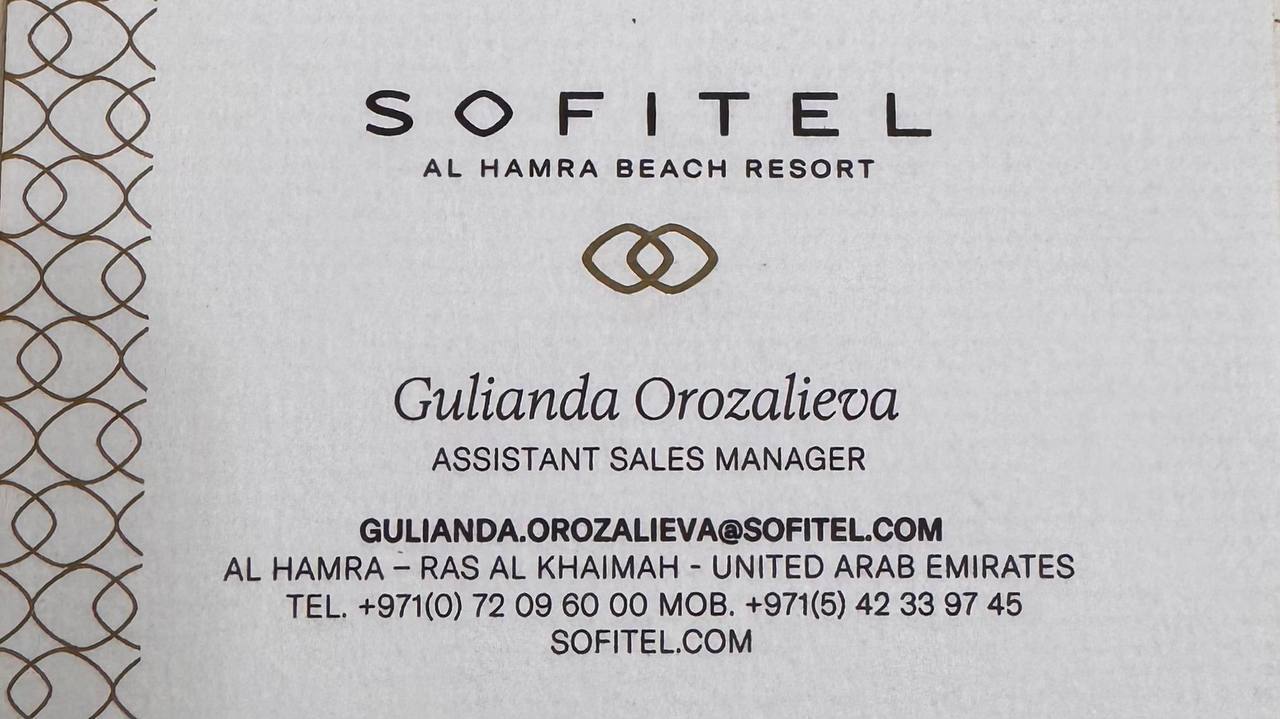 SOFITEL
AL HAMRA BEACH RESORT
Gulianda Orozalieva
ASSISTANT SALES MANAGER
GULIANDA.OROZALIEVA@SOFITEL.COM
AL HAMRA – RAS AL KHAIMAH - UNITED ARAB EMIRATES
TEL. +971(0) 72 09 60 00 MOB. +971(5) 42 33 97 45
SOFITEL.COM